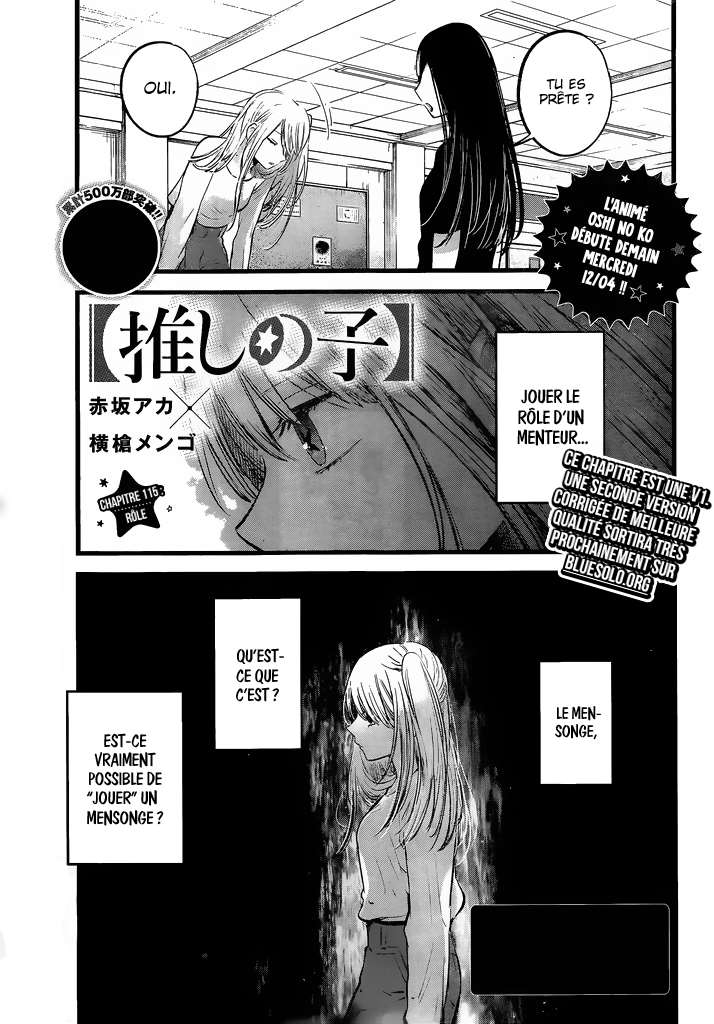 TU ES
PRÊTE ?
OUI.
L'ANIMÉ
OSHI NO KO
DÉBUTE DEMAIN
MERCREDI
12/04 !!
累計500万部突破!!
【推しの子】
赤坂アカ×
横槍メンゴ
CHAPITRE 115 :
RÔLE
JOUER LE
RÔLE D'UN
MENTEUR...
CE CHAPITRE EST UNE V1.
UNE SECONDE VERSION
CORRIGÉE DE MEILLEURE
QUALITÉ SORTIRA TRÈS
PROCHAINEMENT SUR
BLUESOLO.ORG
LE MEN-
SONGE,
QU'EST-
CE QUE
C'EST ?
EST-CE
VRAIMENT
POSSIBLE DE
“JOUER” UN
MENSONGE ?